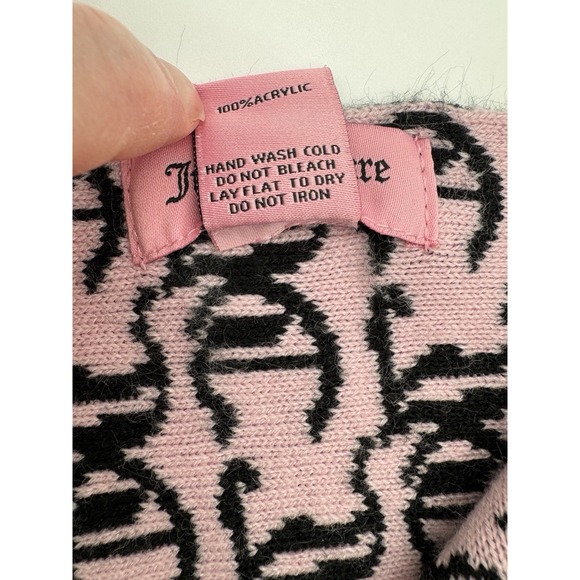 100% ACRYLIC
HAND WASH COLD
DO NOT BLEACH
LAY FLAT TO DRY
DO NOT IRON